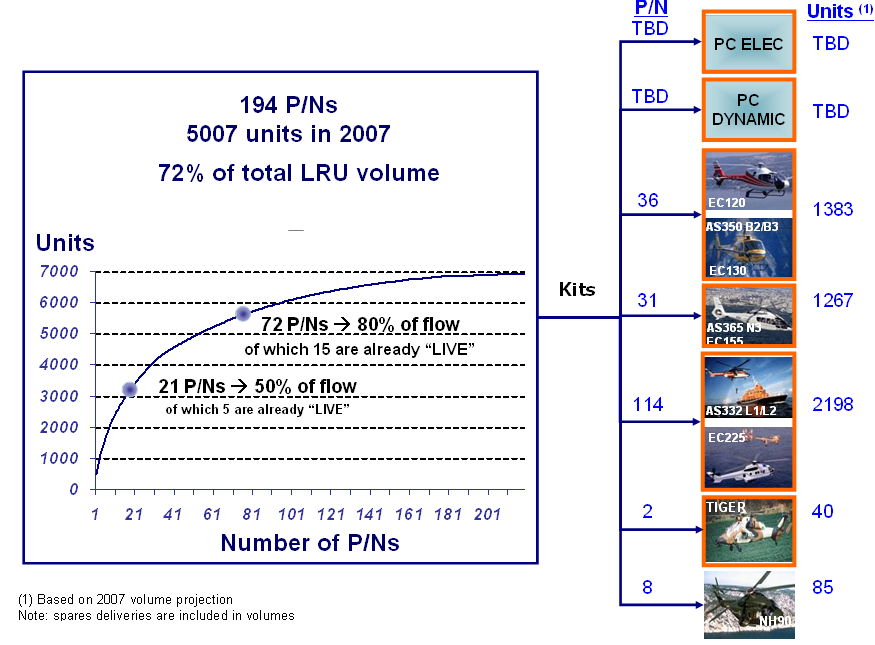 194 P/Ns
5007 units in 2007
72% of total LRU volume
Units
7000
6000
5000
4000
3000
2000
1000
0
72 P/Ns → 80% of flow
of which 15 are already “LIVE”
21 P/Ns → 50% of flow
of which 5 are already “LIVE”
1 21 41 61 81 101 121 141 161 181 201
Number of P/Ns
(1) Based on 2007 volume projection
Note: spares deliveries are included in volumes
Kits
P/N
Units (1)
TBD
PC ELEC
TBD
TBD
PC
DYNAMIC
TBD
36
EC120
AS350 B2/B3
EC130
1383
31
AS365 N3
EC155
1267
114
AS332 L1/L2
EC225
2198
2
TIGER
40
8
NH90
85